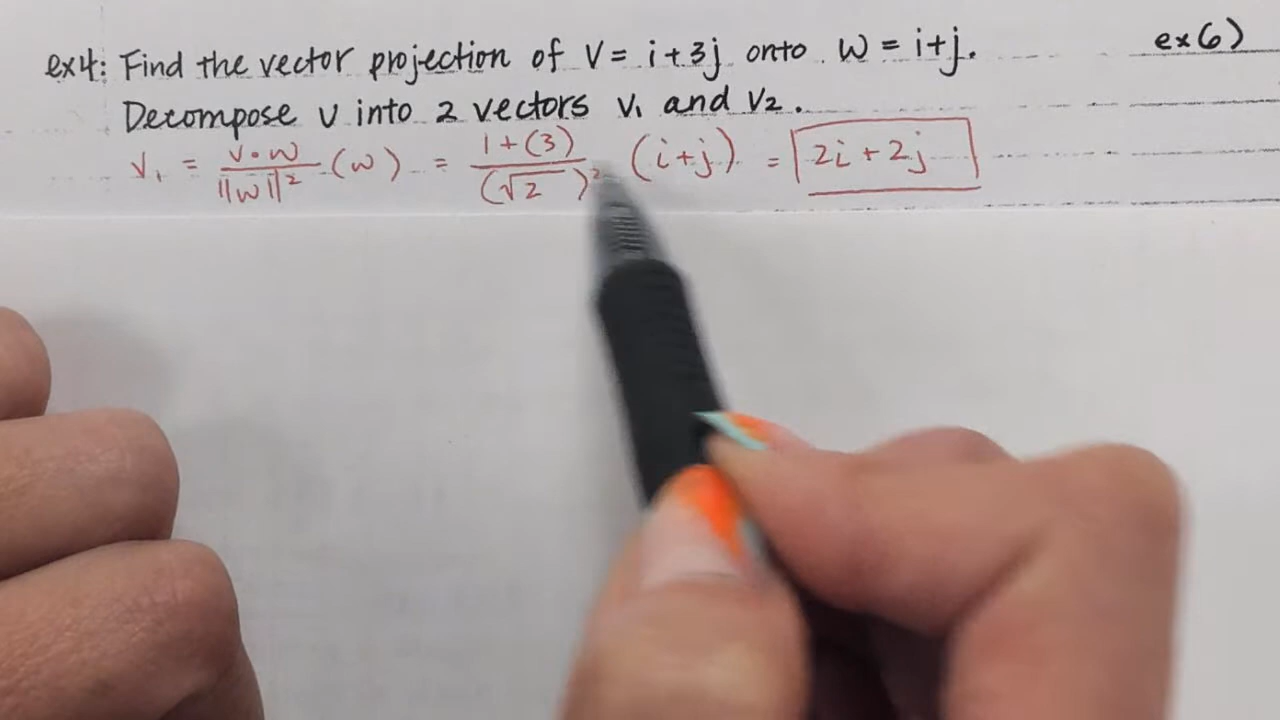 ex4: Find the vector projection of V = i + 3j onto W = i+j.
Decompose v into 2 vectors v₁ and v₂.
v₁ = v•w / ||w||² (w) = 1+(3) / (√2)² (i+j) = 2i + 2j
ex6)